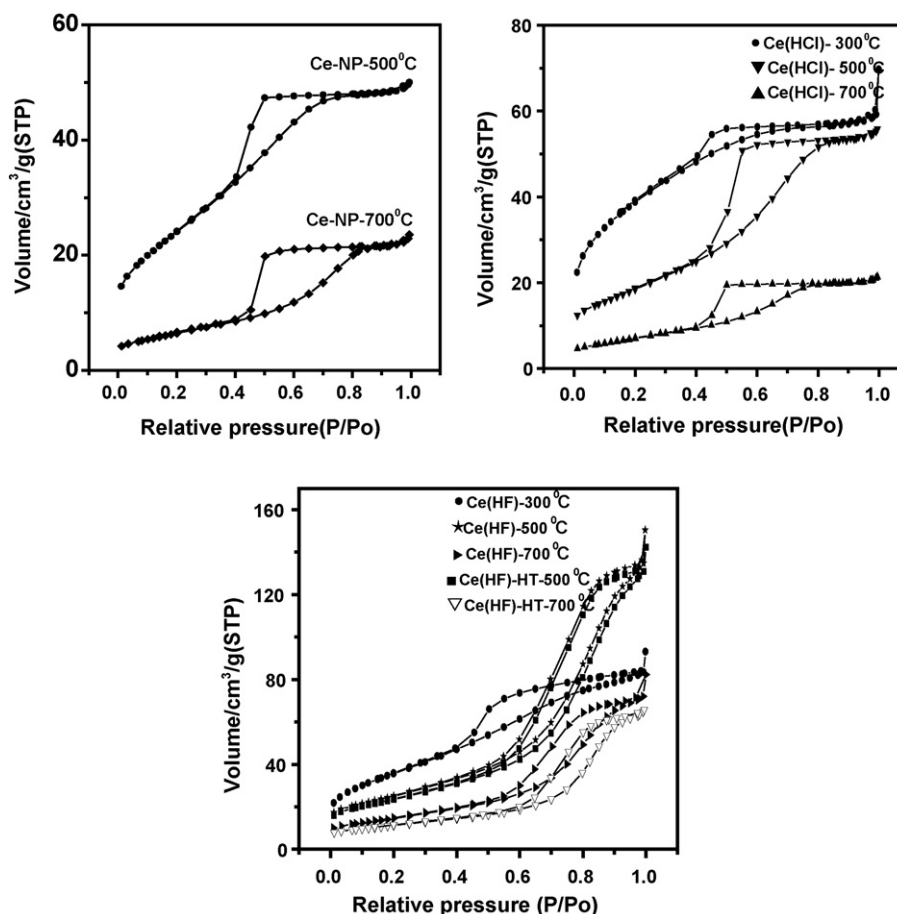 60
40
20
0
Volume/cm³/g(STP)
Ce-NP-500⁰C
Ce-NP-700⁰C
0.0 0.2 0.4 0.6 0.8 1.0
Relative pressure(P/Po)
80
60
40
20
0
Volume/cm³/g(STP)
Ce(HCl)- 300⁰C
Ce(HCl)- 500⁰C
Ce(HCl)- 700⁰C
0.0 0.2 0.4 0.6 0.8 1.0
Relative pressure(P/Po)
160
120
80
40
0
Volume/cm³/g(STP)
Ce(HF)-300⁰C
Ce(HF)-500⁰C
Ce(HF)-700⁰C
Ce(HF)-HT-500⁰C
Ce(HF)-HT-700⁰C
0.0 0.2 0.4 0.6 0.8 1.0
Relative pressure (P/Po)